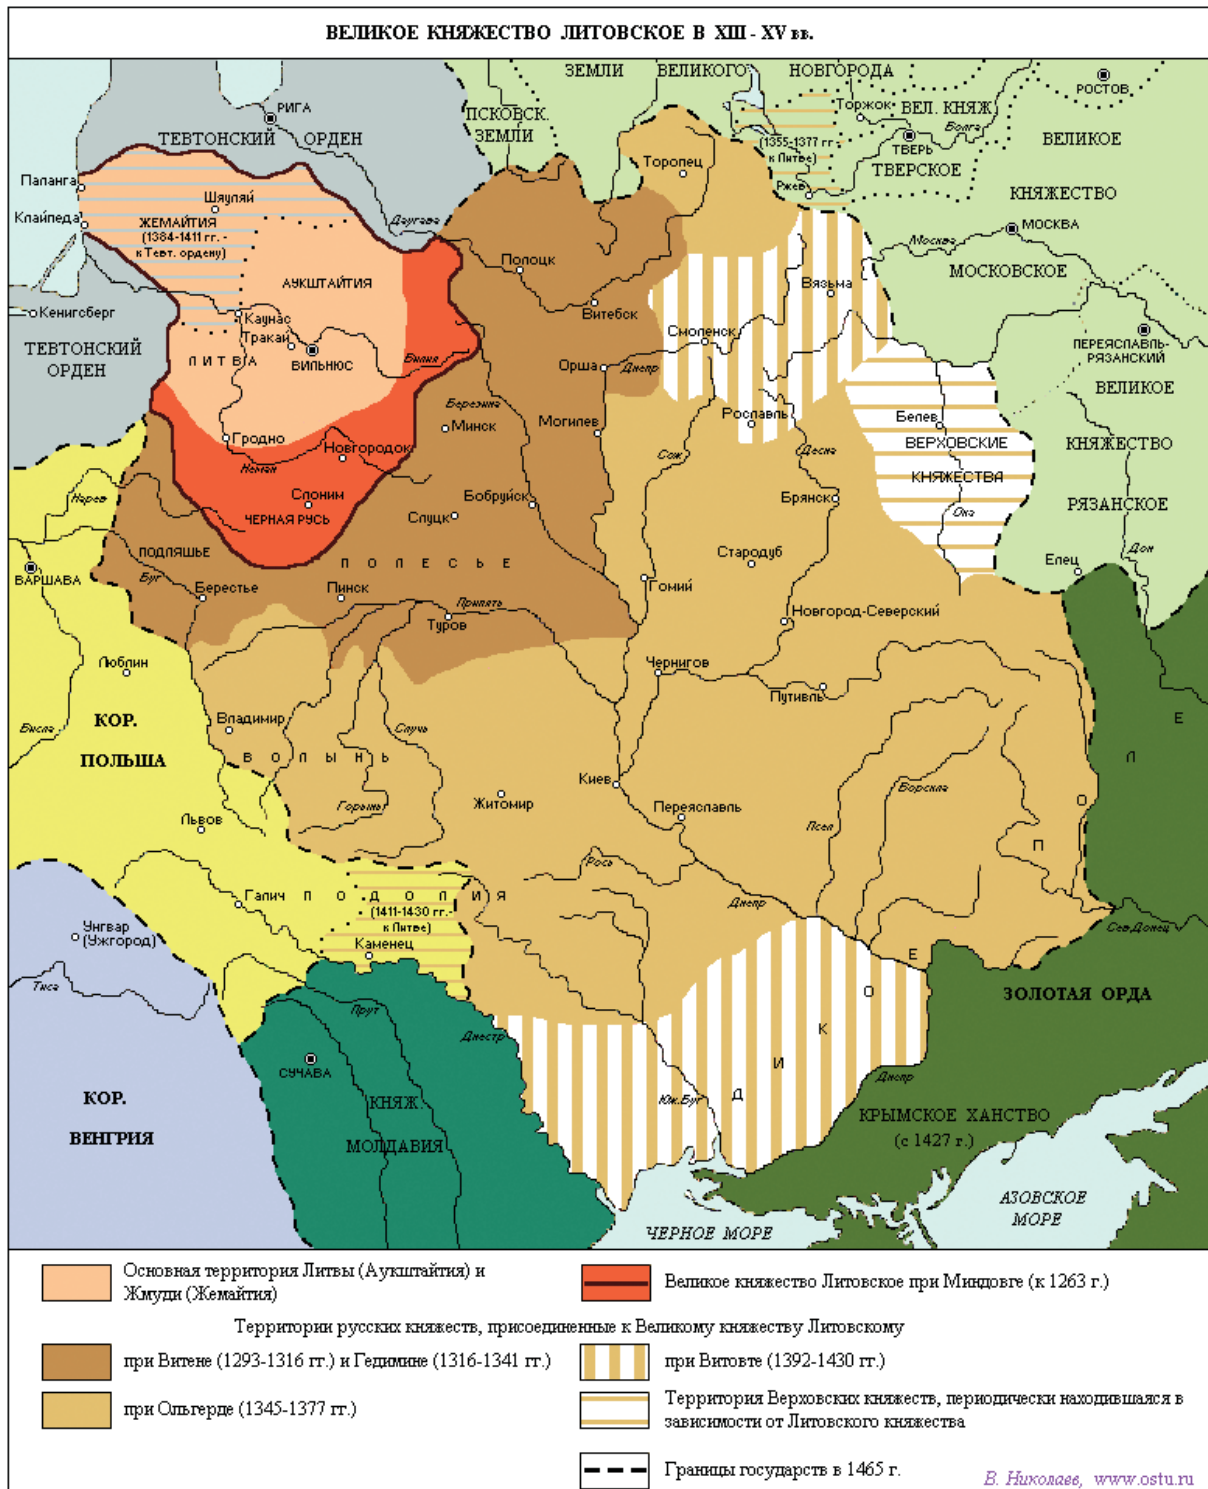 ВЕЛИКОЕ КНЯЖЕСТВО ЛИТОВСКОЕ В XIII - XV вв.
ЗЕМЛИ ВЕЛИКОГО НОВГОРОДА
РИГА
ТЕВТОНСКИЙ ОРДЕН
ПСКОВСК.
ЗЕМЛИ
Торжок
ВЕЛ. КНЯЖ
Волга
ТВЕРЬ
ТВЕРСКОЕ
РОСТОВ
ВЕЛИКОЕ
КНЯЖЕСТВО
МОСКВА
Москва
МОСКОВСКОЕ
(1355-1377 гг.-
к Литве)
Ржев
Торопец
Паланга
Клайпеда
Шяуляй
ЖЕМАЙТИЯ
(1384-1411 гг. -
к Тевт. ордену)
Даугава
АУКШТАЙТИЯ
Полоцк
Витебск
Вязьма
Смоленск
Кенигсберг
ТЕВТОНСКИЙ
ОРДЕН
Каунас
Тракай
ВИЛЬНЮС
ЛИТВА
Вилия
Орша
Днепр
ПЕРЕЯСЛАВЛЬ-
РЯЗАНСКИЙ
ВЕЛИКОЕ
КНЯЖЕСТВО
РЯЗАНСКОЕ
Березина
Минск
Могилев
Рославль
Белев
ВЕРХОВСКИЕ
КНЯЖЕСТВА
Ока
Гродно
Неман
Новгородок
Слоним
ЧЕРНАЯ РУСЬ
Слуцк
Бобруйск
Сож
Десна
Брянск
Нарев
ВАРШАВА
ПОДЛЯШЬЕ
Буг
Берестье
ПОЛЕСЬЕ
Пинск
Припять
Туров
Стародуб
Гомий
Новгород-Северский
Елец
Дон
Люблин
Висла
КОР.
ПОЛЬША
Чернигов
Путивль
Владимир
ВОЛЫНЬ
Случь
Горынь
Житомир
Киев
Переяславль
Псел
Ворскла
Львов
Рось
Днепр
Галич
ПОДОЛИЯ
(1411-1430 гг.-
к Литве)
Каменец
Унгвар
(Ужгород)
Тиса
Сев.Донец
ДИКОЕ ПОЛЕ
ЗОЛОТАЯ ОРДА
Прут
Днестр
СУЧАВА
КНЯЖ.
МОЛДАВИЯ
Юж.Буг
Днепр
КОР.
ВЕНГРИЯ
КРЫМСКОЕ ХАНСТВО
(с 1427 г.)
АЗОВСКОЕ
МОРЕ
ЧЕРНОЕ МОРЕ
Основная территория Литвы (Аукштайтия) и
Жмуди (Жемайтия)
Великое княжество Литовское при Миндовге (к 1263 г.)
Территории русских княжеств, присоединенные к Великому княжеству Литовскому
при Витене (1293-1316 гг.) и Гедимине (1316-1341 гг.)
при Витовте (1392-1430 гг.)
при Ольгерде (1345-1377 гг.)
Территория Верховских княжеств, периодически находившаяся в
зависимости от Литовского княжества
Границы государств в 1465 г.
В. Николаев, www.ostu.ru